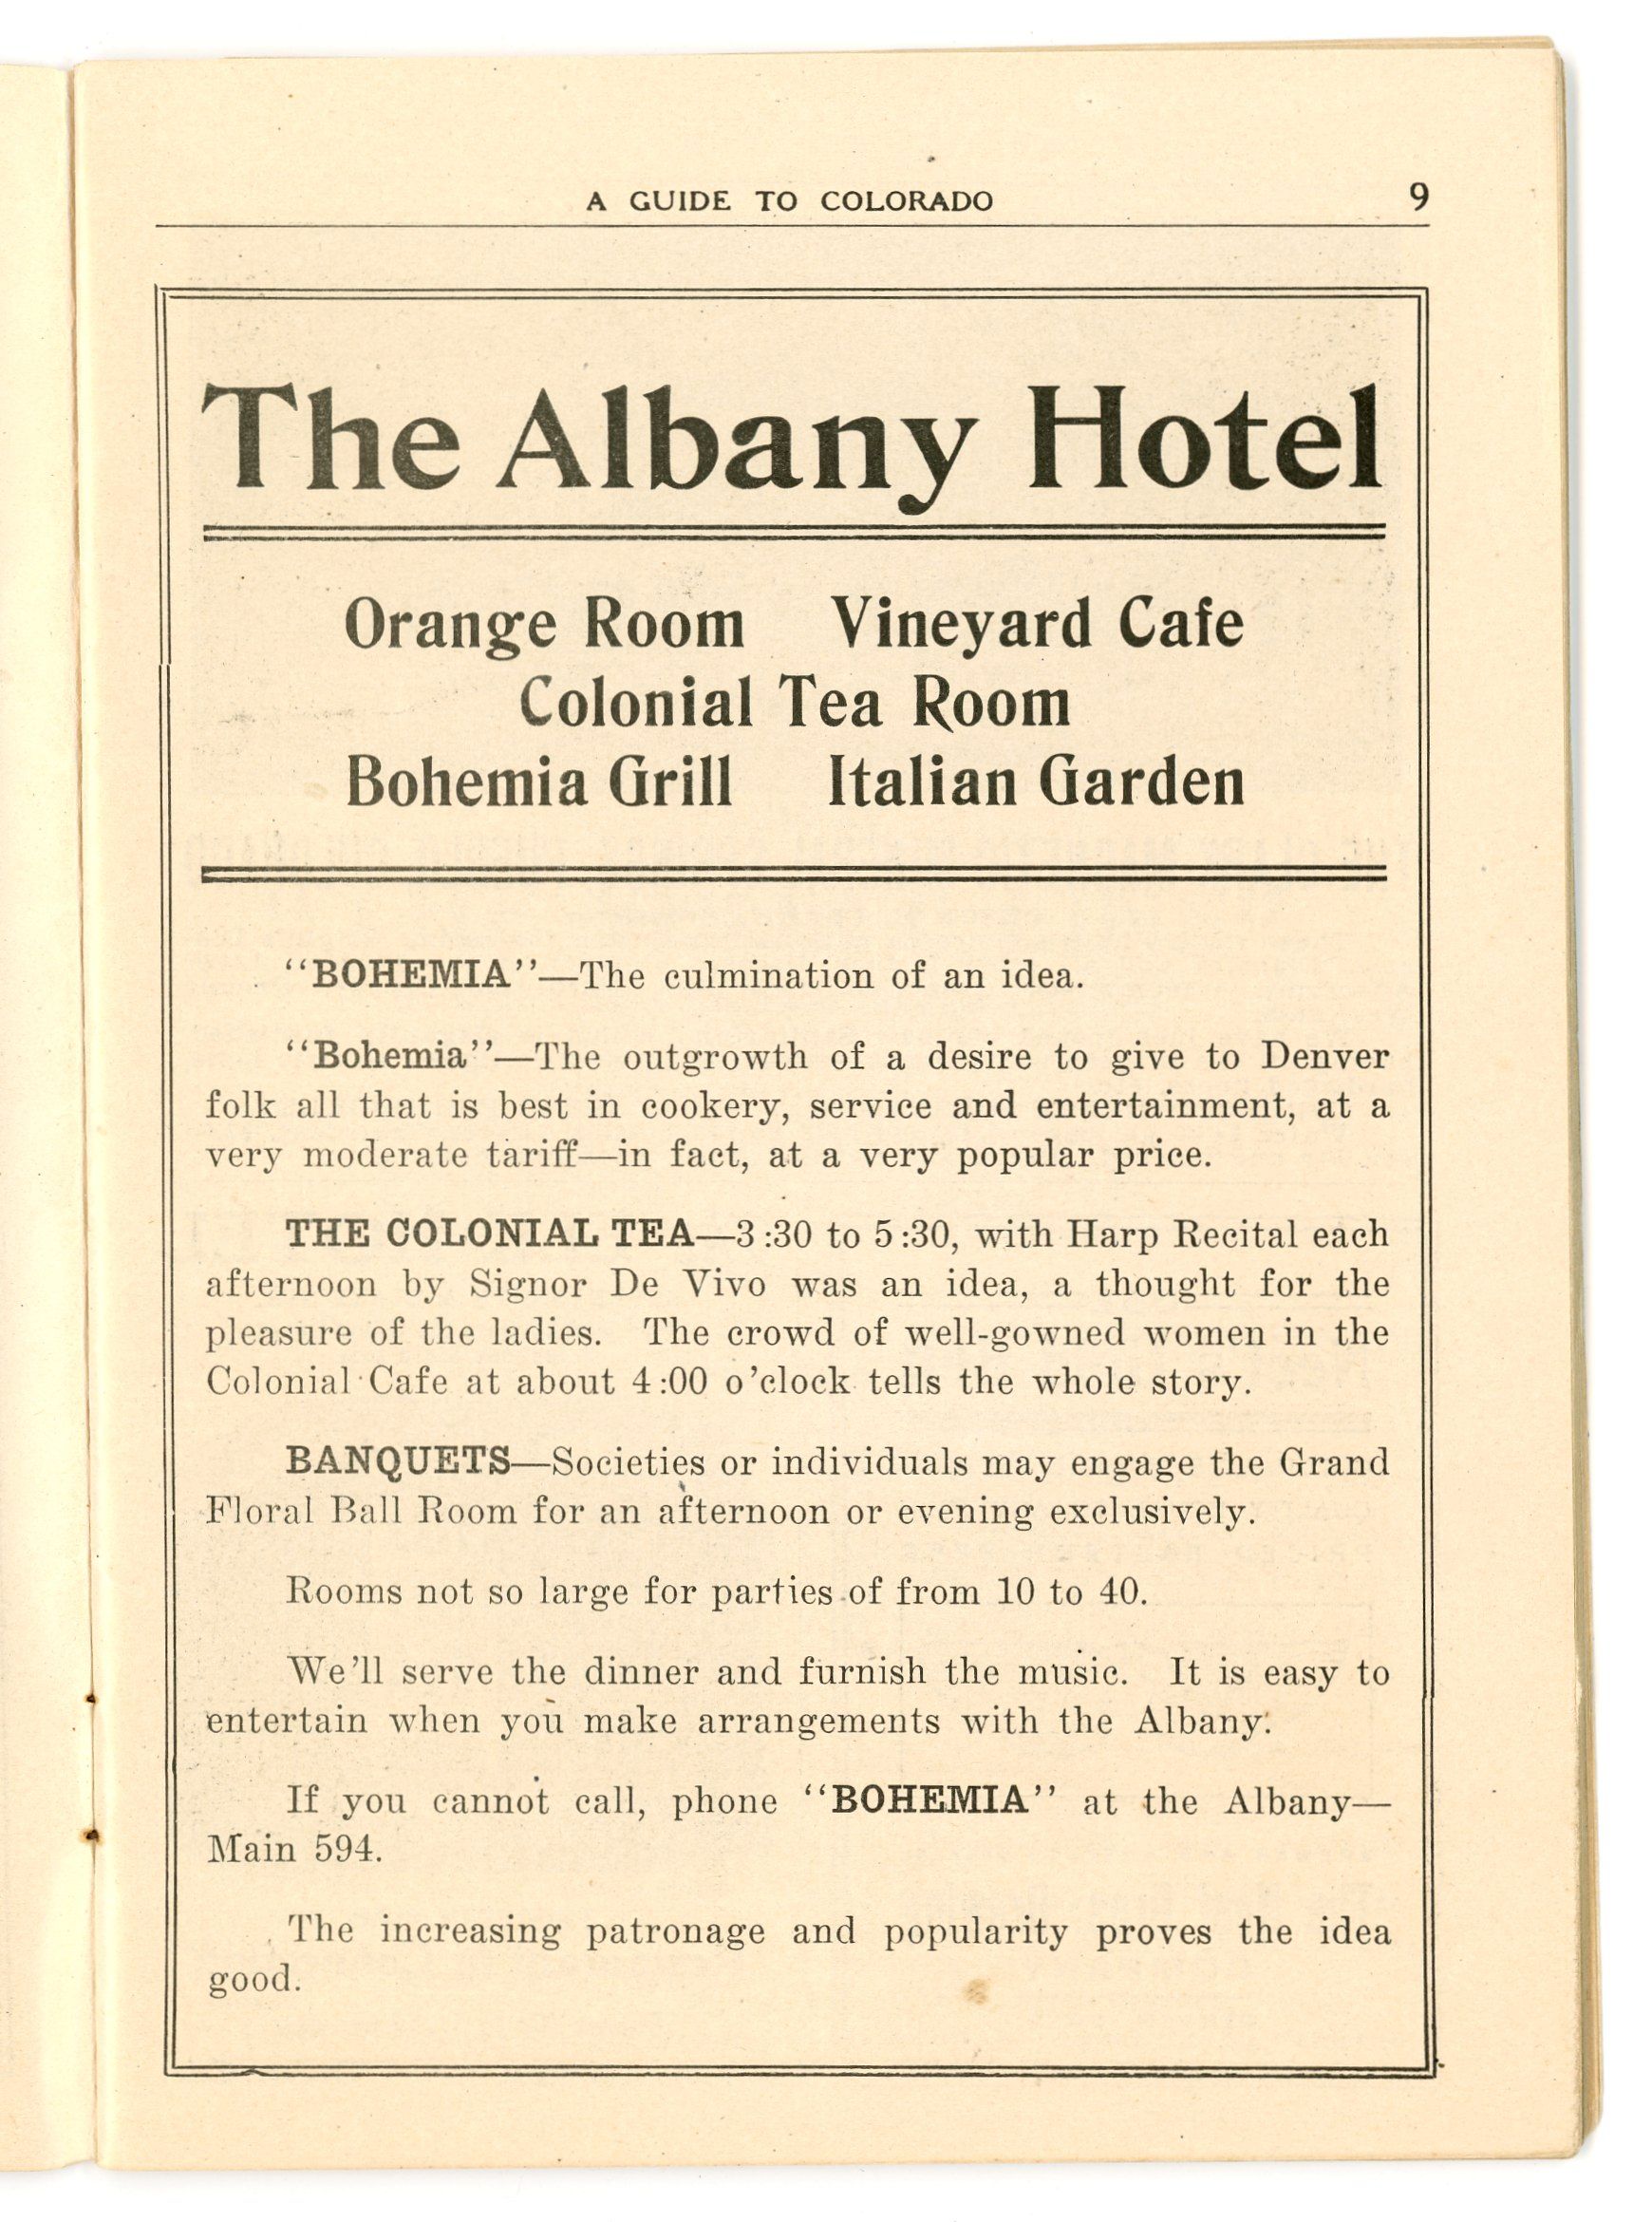 A GUIDE TO COLORADO 9
The Albany Hotel
Orange Room Vineyard Cafe
Colonial Tea Room
Bohemia Grill Italian Garden
“BOHEMIA”—The culmination of an idea.
“Bohemia”—The outgrowth of a desire to give to Denver
folk all that is best in cookery, service and entertainment, at a
very moderate tariff—in fact, at a very popular price.
THE COLONIAL TEA—3:30 to 5:30, with Harp Recital each
afternoon by Signor De Vivo was an idea, a thought for the
pleasure of the ladies. The crowd of well-gowned women in the
Colonial Cafe at about 4:00 o’clock tells the whole story.
BANQUETS—Societies or individuals may engage the Grand
Floral Ball Room for an afternoon or evening exclusively.
Rooms not so large for parties of from 10 to 40.
We’ll serve the dinner and furnish the music. It is easy to
entertain when you make arrangements with the Albany.
If you cannot call, phone “BOHEMIA” at the Albany—
Main 594.
The increasing patronage and popularity proves the idea
good.